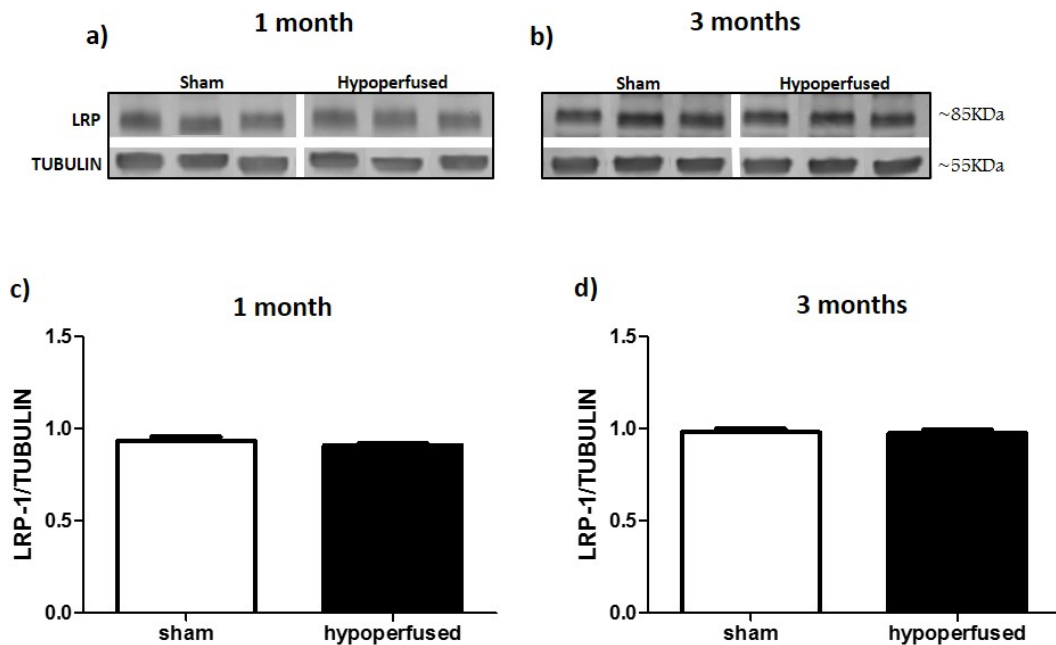 a) 1 month
Sham Hypoperfused
LRP
TUBULIN
b) 3 months
Sham Hypoperfused
~85KDa
~55KDa
c) 1 month
LRP-1/TUBULIN
1.5
1.0
0.5
0.0
sham hypoperfused
d) 3 months
LRP-1/TUBULIN
1.5
1.0
0.5
0.0
sham hypoperfused